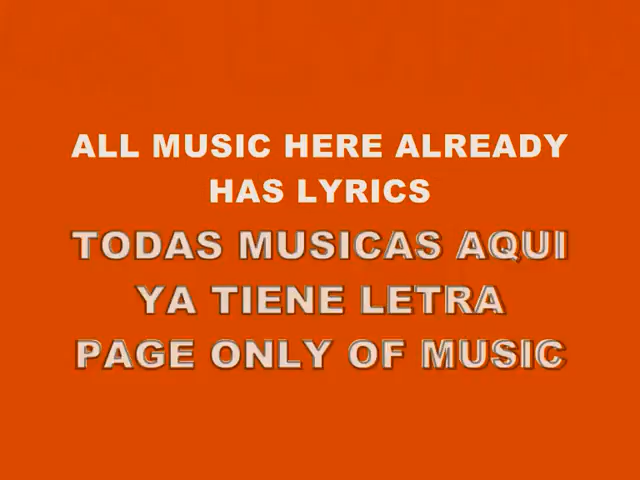 ALL MUSIC HERE ALREADY
HAS LYRICS
TODAS MUSICAS AQUI
YA TIENE LETRA
PAGE ONLY OF MUSIC